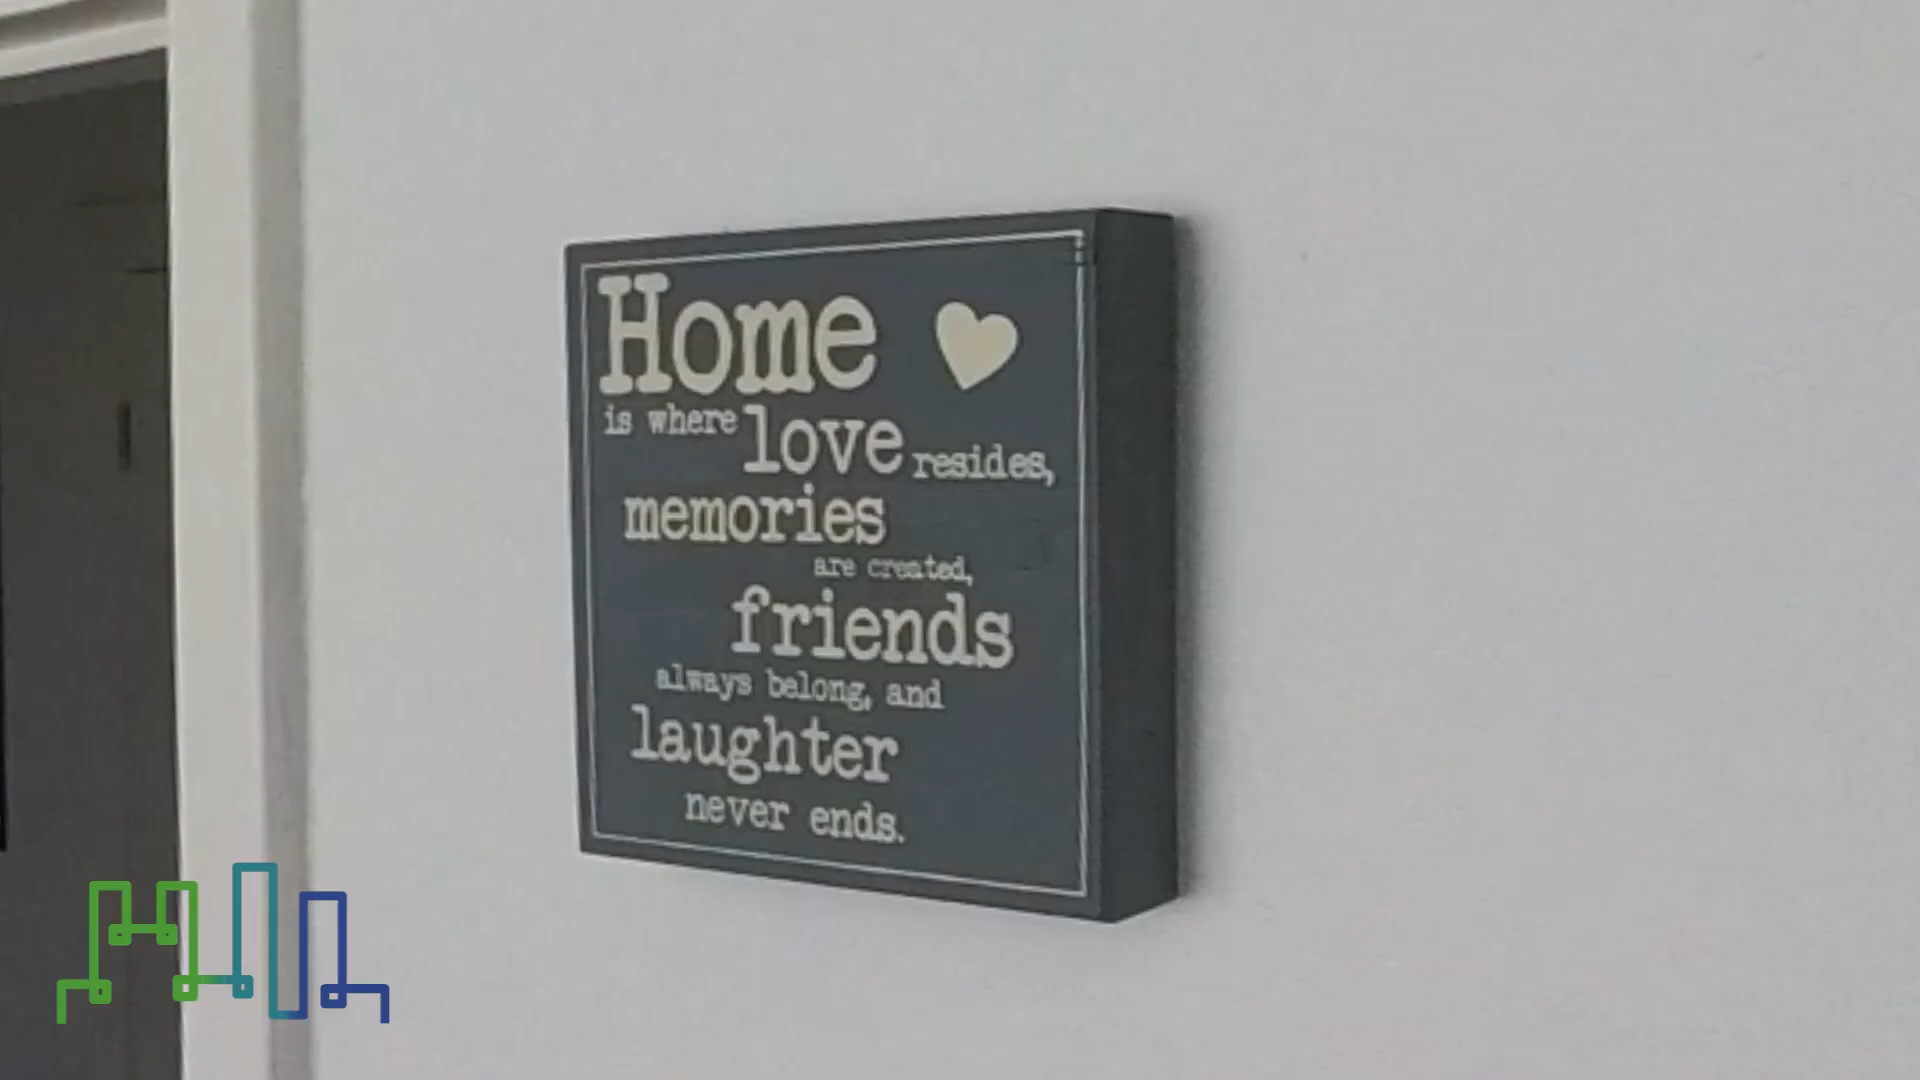 Home
is where love resides,
memories
are created,
friends
always belong, and
laughter
never ends.